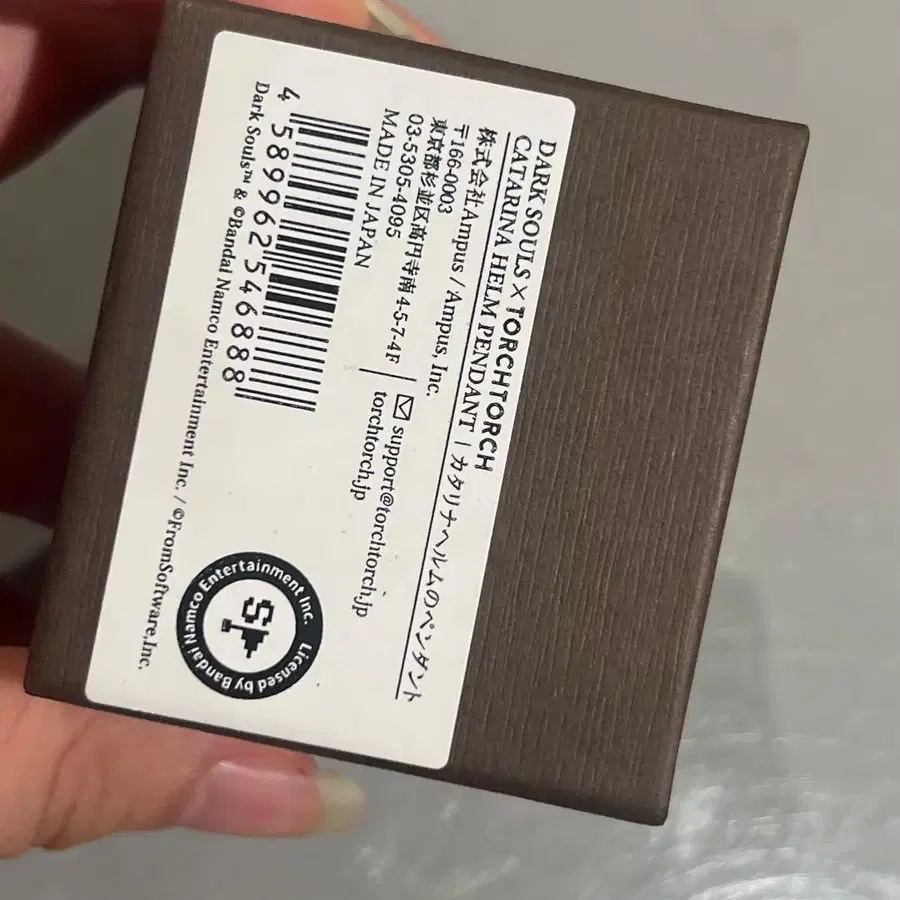 DARK SOULS × TORCHTORCH
CATARINA HELM PENDANT | カタリナヘルムのペンダント
株式会社Ampus / Ampus, Inc.
〒166-0003
東京都杉並区高円寺南 4-5-7-4F
03-5305-4095
MADE IN JAPAN
support@torchtorch.jp
torchtorch.jp
4 589962 546888
Dark Souls™ & ©Bandai Namco Entertainment Inc. / ©FromSoftware,Inc.
Licensed by Bandai Namco Entertainment Inc.